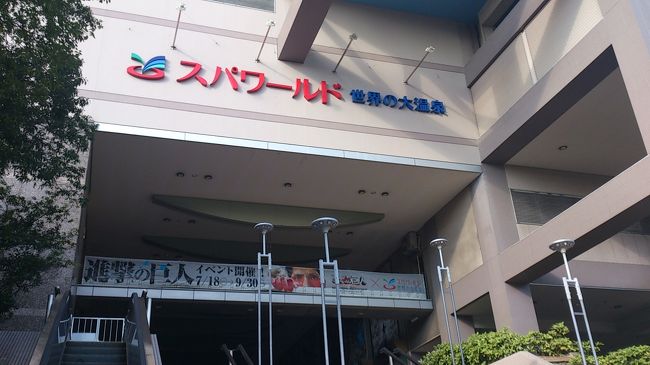 スパワールド 世界の大温泉
進撃の巨人 イベント開催
7/18 9/30
×